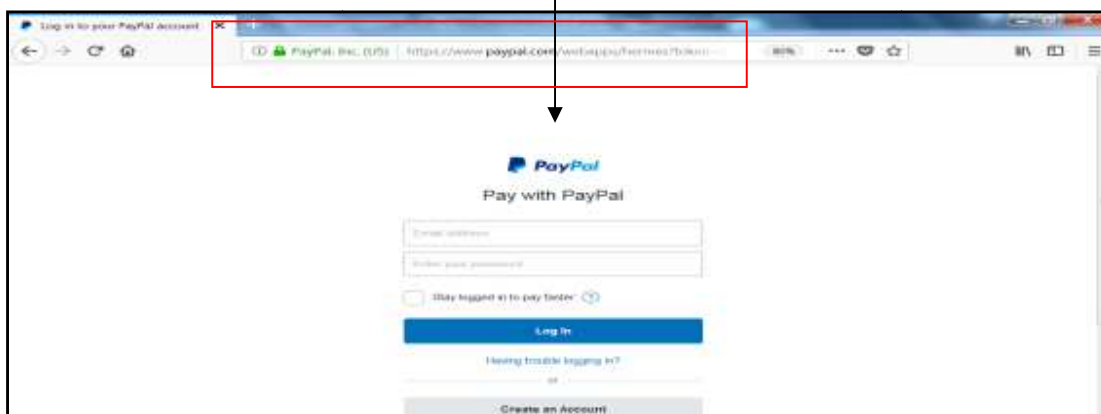 Log in to your PayPal account
PayPal, Inc. (US) https://www.paypal.com/webapps/hermes?token
80%
PayPal
Pay with PayPal
Email address
Enter your password
Stay logged in to pay faster
Log In
Having trouble logging in?
or
Create an Account